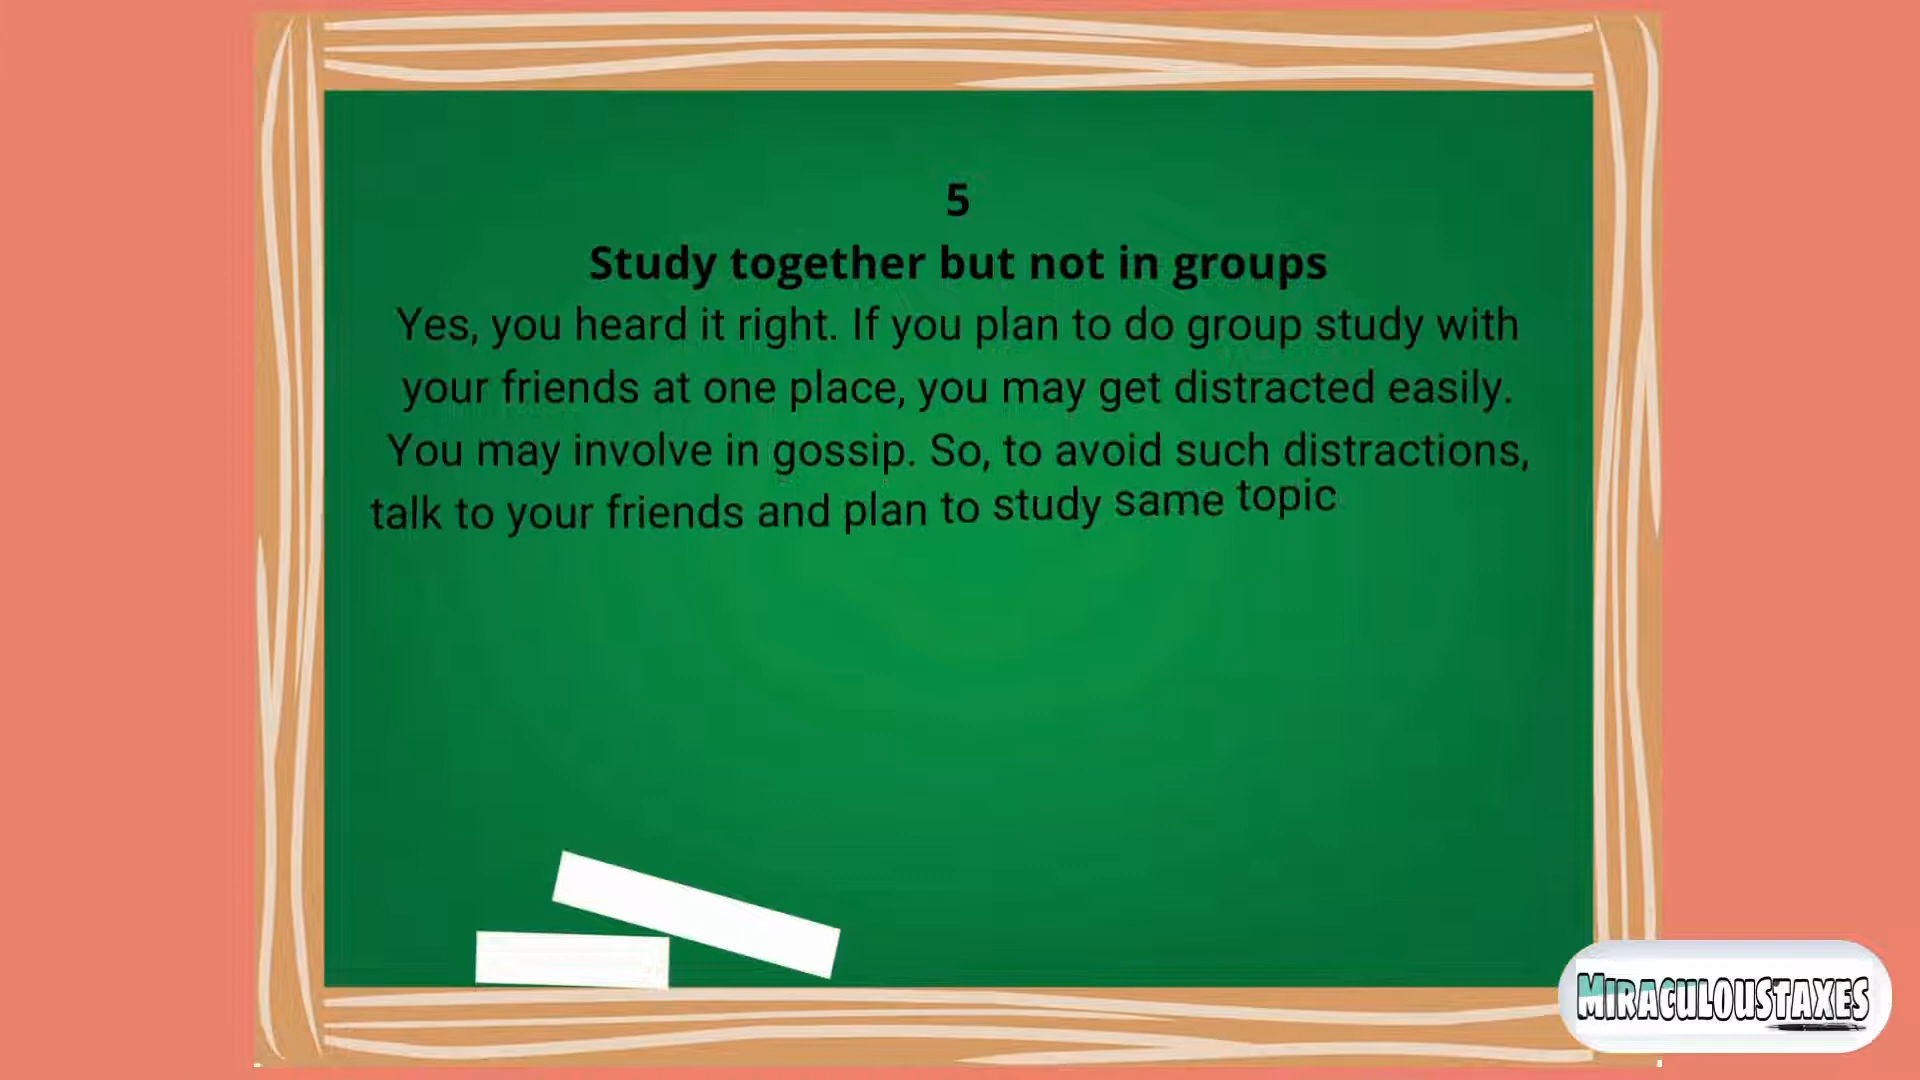 5
Study together but not in groups
Yes, you heard it right. If you plan to do group study with
your friends at one place, you may get distracted easily.
You may involve in gossip. So, to avoid such distractions,
talk to your friends and plan to study same topic
MIRACULOUSTAXES